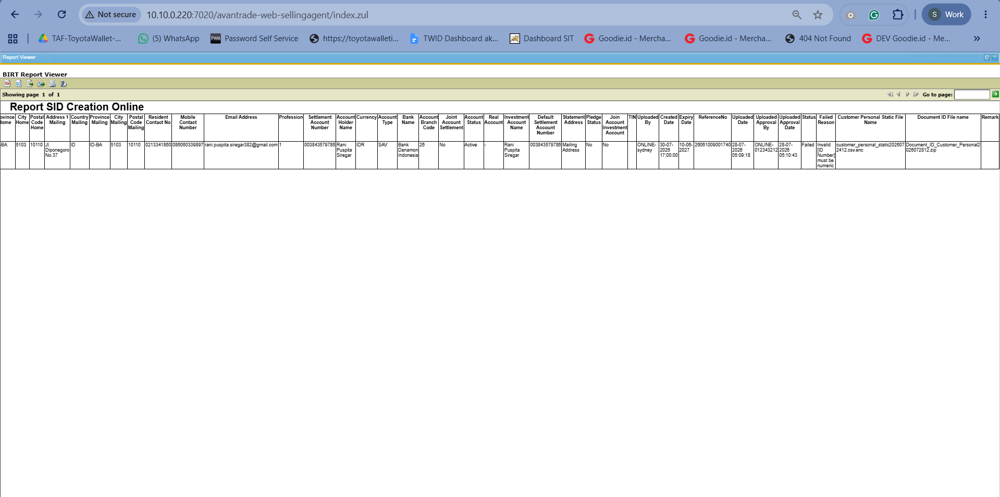 Not secure 10.10.0.220:7020/avantrade-web-sellingagent/index.zul S Work
TAF-ToyotaWallet-... (5) WhatsApp PWM Password Self Service https://toyotawalleti... TWID Dashboard ak... Dashboard SIT Goodie.id - Mercha... Goodie.id - Mercha... 404 Not Found DEV Goodie.id - Me... »
Report Viewer
BIRT Report Viewer
Showing page 1 of 1 Go to page:
Report SID Creation Online
ovince Home
City Home
Postal Code Home
Address 1 Mailing
Country Mailing
Province Mailing
City Mailing
Postal Code Mailing
Resident Contact No
Mobile Contact Number
Email Address
Profession
Settlement Account Number
Account Holder Name
Currency
Account Type
Bank Name
Account Branch Code
Joint Account Settlement
Account Status
Real Account
Investment Account Name
Default Settlement Account Number
Statement Address
Pledge Status
Join Account Investment Account
TIN
Uploaded By
Created Date
Expiry Date
ReferenceNo
Uploaded Date
Uploaded Approval By
Uploaded Approval Date
Status
Failed Reason
Customer Personal Static File Name
Document ID File name
Remark
-BA
5103
10110
Jl. Diponegoro No.37
ID
ID-BA
5103
10110
0213341860
086060339897
rani.puspita.siregar382@gmail.com
1
003843579786
Rani Puspita Siregar
IDR
SAV
Bank Danamon Indonesia
26
No
Active
-
Rani Puspita Siregar
003843579786
Mailing Address
No
No
ONLINE-sydney
30-07-2026 17:00:00
10-06-2027
26061009001740
28-07-2026 05:09:18
ONLINE-012343212
28-07-2026 05:10:43
Failed
Invalid [ID Number] must be numeric
customer_personal_static20260722412.csv.enc
Document_ID_Customer_Personal2026072812.zip